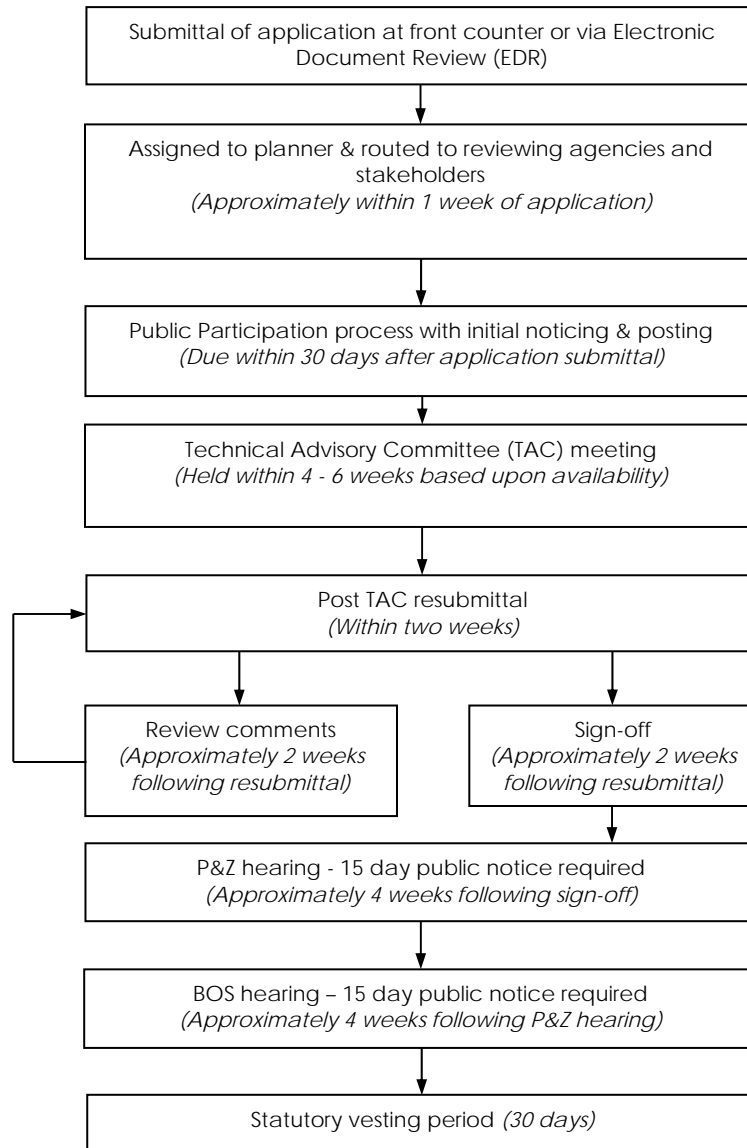 Submittal of application at front counter or via Electronic
Document Review (EDR)
Assigned to planner & routed to reviewing agencies and
stakeholders
(Approximately within 1 week of application)
Public Participation process with initial noticing & posting
(Due within 30 days after application submittal)
Technical Advisory Committee (TAC) meeting
(Held within 4 - 6 weeks based upon availability)
Post TAC resubmittal
(Within two weeks)
Review comments
(Approximately 2 weeks
following resubmittal)
Sign-off
(Approximately 2 weeks
following resubmittal)
P&Z hearing - 15 day public notice required
(Approximately 4 weeks following sign-off)
BOS hearing – 15 day public notice required
(Approximately 4 weeks following P&Z hearing)
Statutory vesting period (30 days)